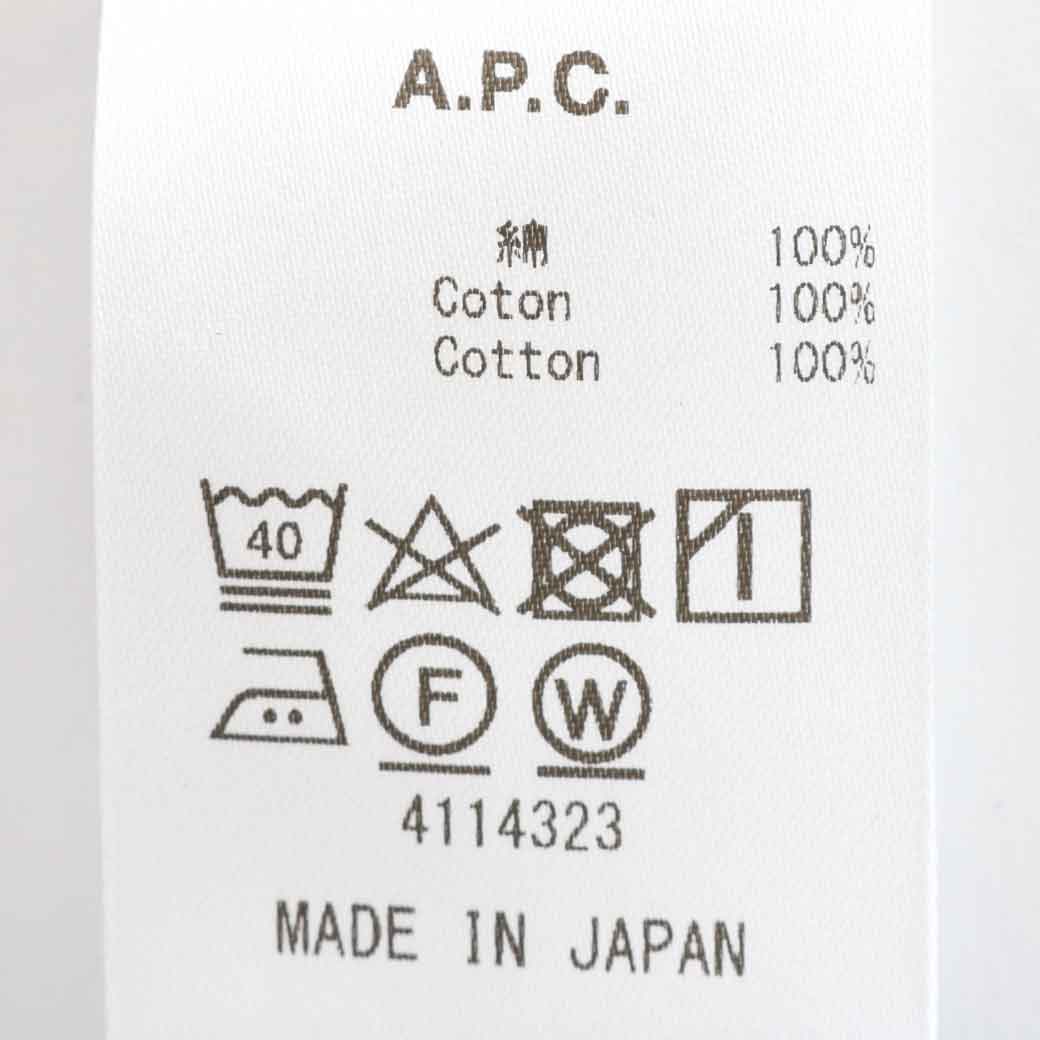 A.P.C.
綿 100%
Coton 100%
Cotton 100%
40
F W
4114323
MADE IN JAPAN